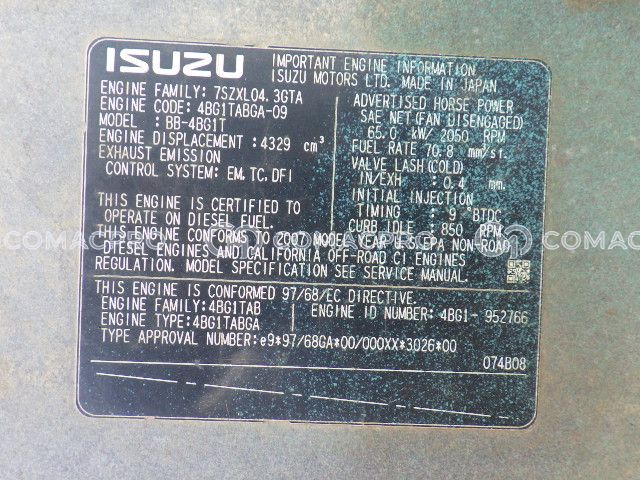 ISUZU
IMPORTANT ENGINE INFORMATION
ISUZU MOTORS LTD. MADE IN JAPAN
ENGINE FAMILY: 7SZXL04.3GTA
ENGINE CODE: 4BG1TABGA-09
MODEL : BB-4BG1T
ENGINE DISPLACEMENT:4329 cm³
EXHAUST EMISSION
CONTROL SYSTEM: EM,TC,DFI
ADVERTISED HORSE POWER
SAE NET(FAN DISENGAGED)
65.0 kW/ 2050 RPM
FUEL RATE 70.8 mm³/st.
VALVE LASH(COLD)
IN/EXH : 0.4 mm.
INITIAL INJECTION
TIMING : 9 °BTDC
CURB IDLE : 850 RPM
THIS ENGINE IS CERTIFIED TO
OPERATE ON DIESEL FUEL.
THIS ENGINE CONFORMS TO 2007 MODEL YEAR U.S.EPA NON-ROAD
DIESEL ENGINES AND CALIFORNIA OFF-ROAD CI ENGINES
REGULATION. MODEL SPECIFICATION SEE SERVICE MANUAL.
COMACPRO COMACPRO COMACPRO
THIS ENGINE IS CONFORMED 97/68/EC DIRECTIVE.
ENGINE FAMILY:4BG1TAB
ENGINE ID NUMBER: 4BG1- 952766
ENGINE TYPE:4BG1TABGA
TYPE APPROVAL NUMBER:e9*97/68GA*00/000XX*3026*00
074B08